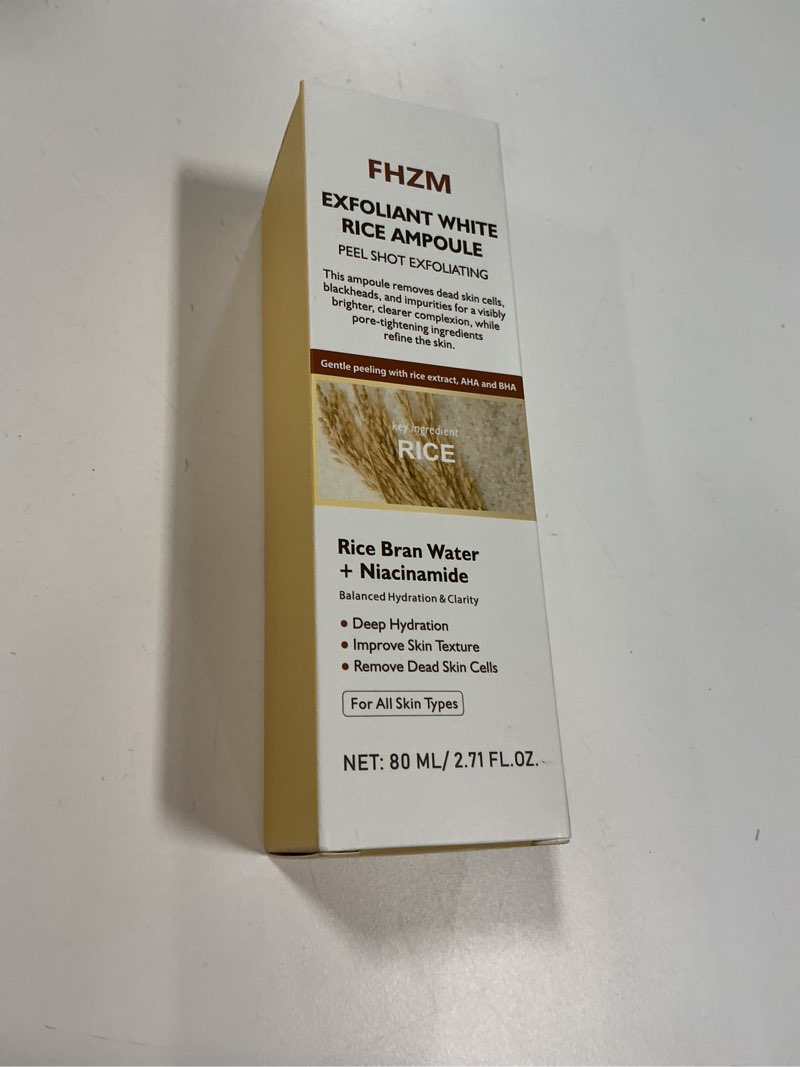 FHZM
EXFOLIANT WHITE
RICE AMPOULE
PEEL SHOT EXFOLIATING
This ampoule removes dead skin cells,
blackheads, and impurities for a visibly
brighter, clearer complexion, while
pore-tightening ingredients
refine the skin.
Gentle peeling with rice extract, AHA and BHA
key ingredient
RICE
Rice Bran Water
+ Niacinamide
Balanced Hydration & Clarity
• Deep Hydration
• Improve Skin Texture
• Remove Dead Skin Cells
For All Skin Types
NET: 80 ML/ 2.71 FL.OZ.